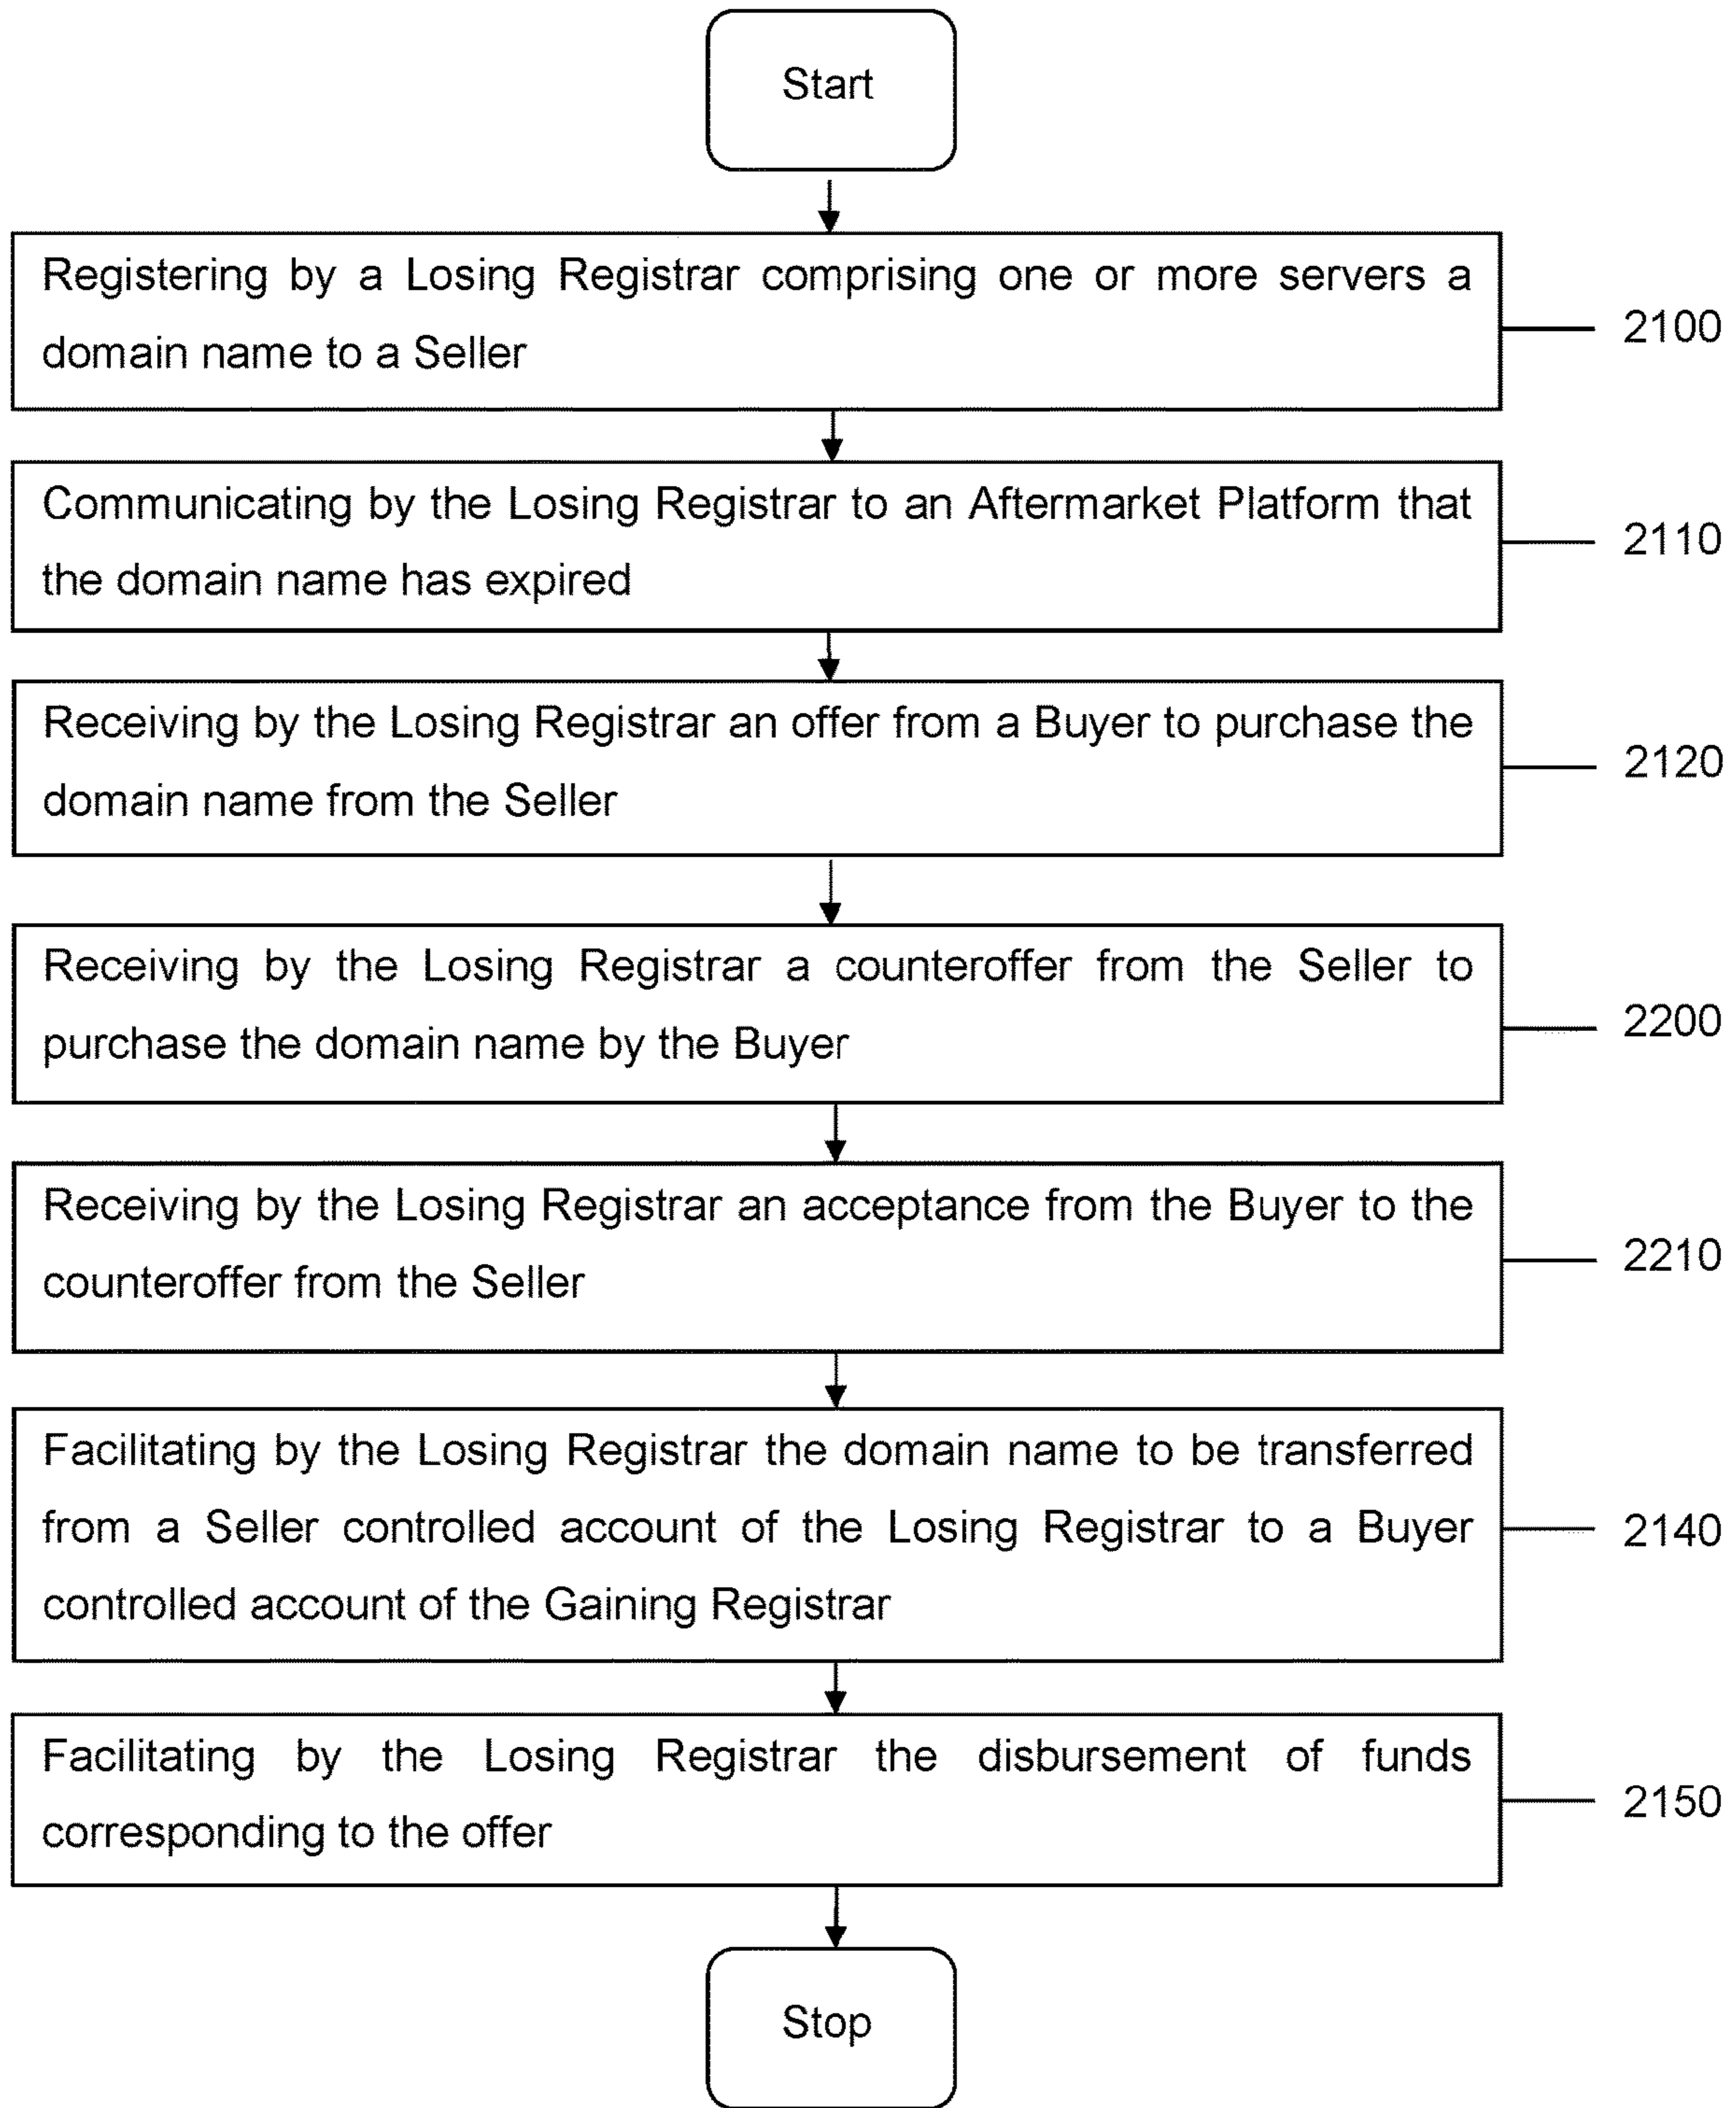 Start
Registering by a Losing Registrar comprising one or more servers a
domain name to a Seller
2100
Communicating by the Losing Registrar to an Aftermarket Platform that
the domain name has expired
2110
Receiving by the Losing Registrar an offer from a Buyer to purchase the
domain name from the Seller
2120
Receiving by the Losing Registrar a counteroffer from the Seller to
purchase the domain name by the Buyer
2200
Receiving by the Losing Registrar an acceptance from the Buyer to the
counteroffer from the Seller
2210
Facilitating by the Losing Registrar the domain name to be transferred
from a Seller controlled account of the Losing Registrar to a Buyer
controlled account of the Gaining Registrar
2140
Facilitating by the Losing Registrar the disbursement of funds
corresponding to the offer
2150
Stop